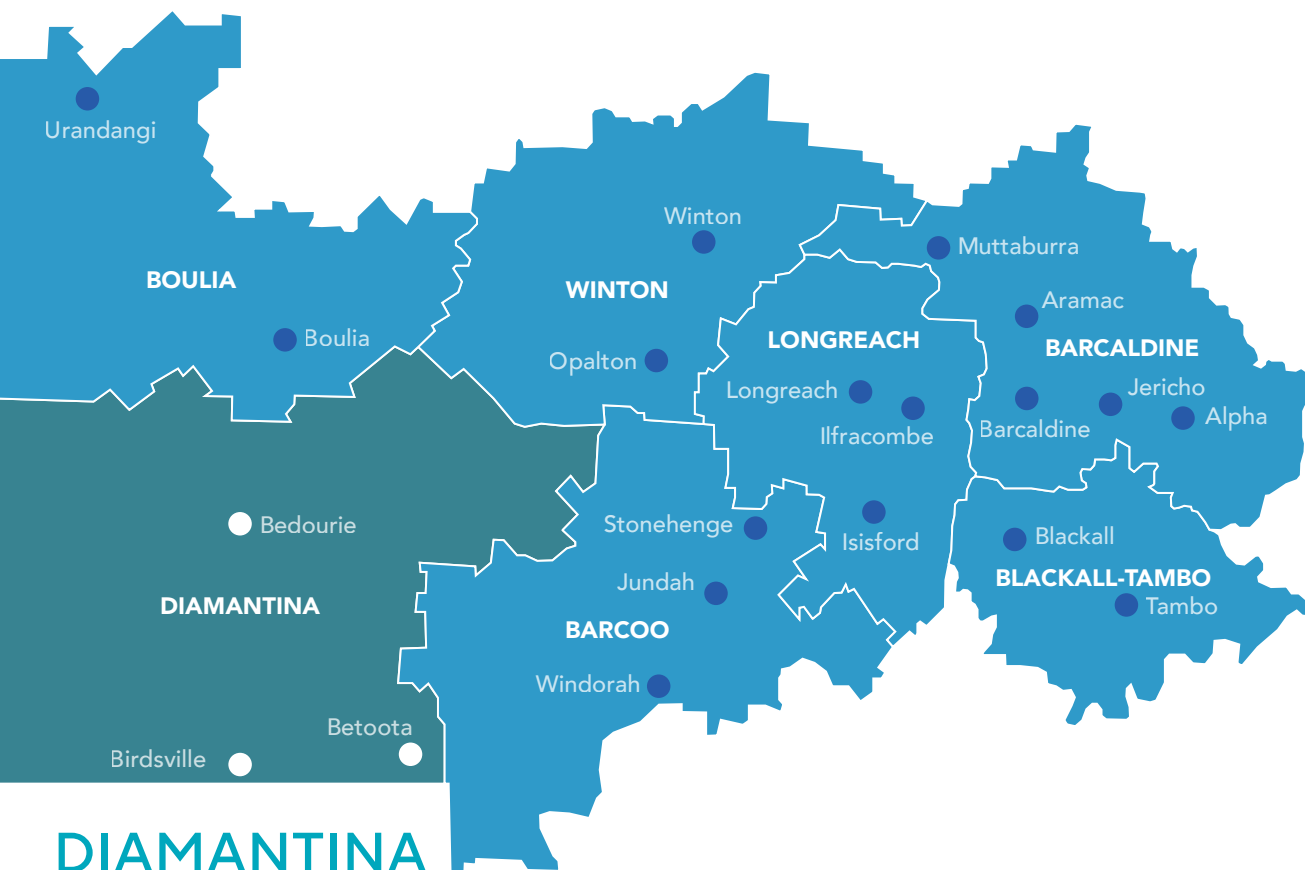 Urandangi
Winton
Muttaburra
BOULIA
WINTON
Aramac
Boulia
LONGREACH
BARCALDINE
Opalton
Longreach
Jericho
Alpha
Ilfracombe
Barcaldine
Bedourie
Stonehenge
Isisford
Blackall
Jundah
BLACKALL-TAMBO
DIAMANTINA
Tambo
BARCOO
Windorah
Betoota
Birdsville
DIAMANTINA